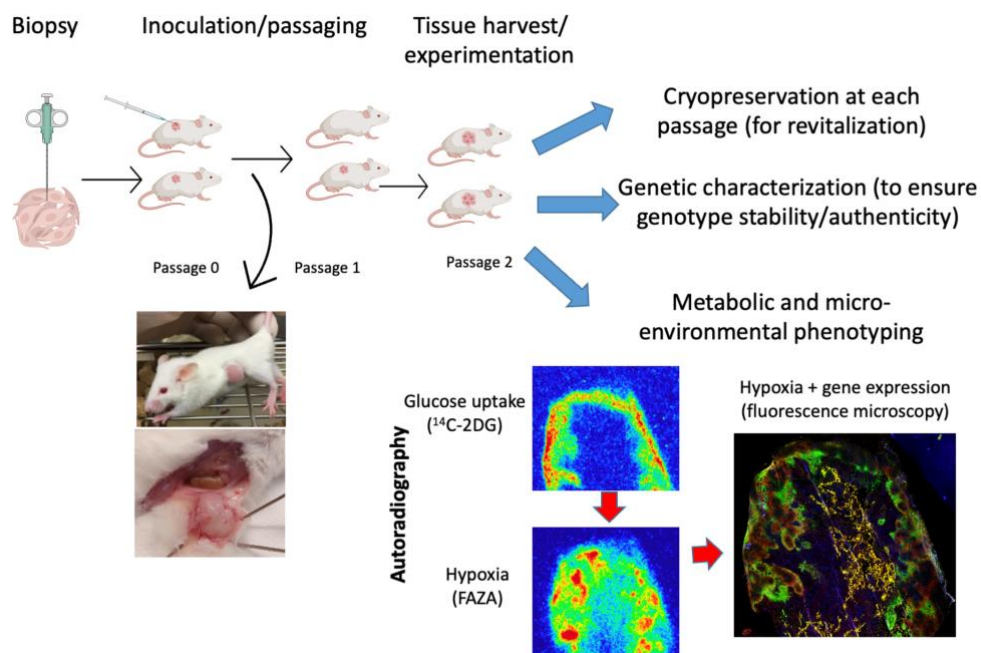 Biopsy
Inoculation/passaging
Tissue harvest/
experimentation
Cryopreservation at each
passage (for revitalization)
Genetic characterization (to ensure
genotype stability/authenticity)
Passage 0
Passage 1
Passage 2
Metabolic and micro-
environmental phenotyping
Autoradiography
Glucose uptake
(¹⁴C-2DG)
Hypoxia
(FAZA)
Hypoxia + gene expression
(fluorescence microscopy)